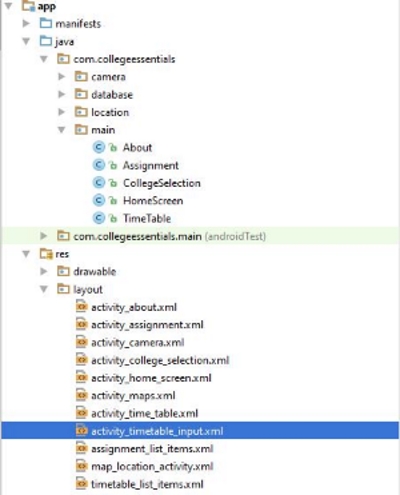 app
manifests
java
com.collegeessentials
camera
database
location
main
About
Assignment
CollegeSelection
HomeScreen
TimeTable
com.collegeessentials.main (androidTest)
res
drawable
layout
activity_about.xml
activity_assignment.xml
activity_camera.xml
activity_college_selection.xml
activity_home_screen.xml
activity_maps.xml
activity_time_table.xml
activity_timetable_input.xml
assignment_list_items.xml
map_location_activity.xml
timetable_list_items.xml